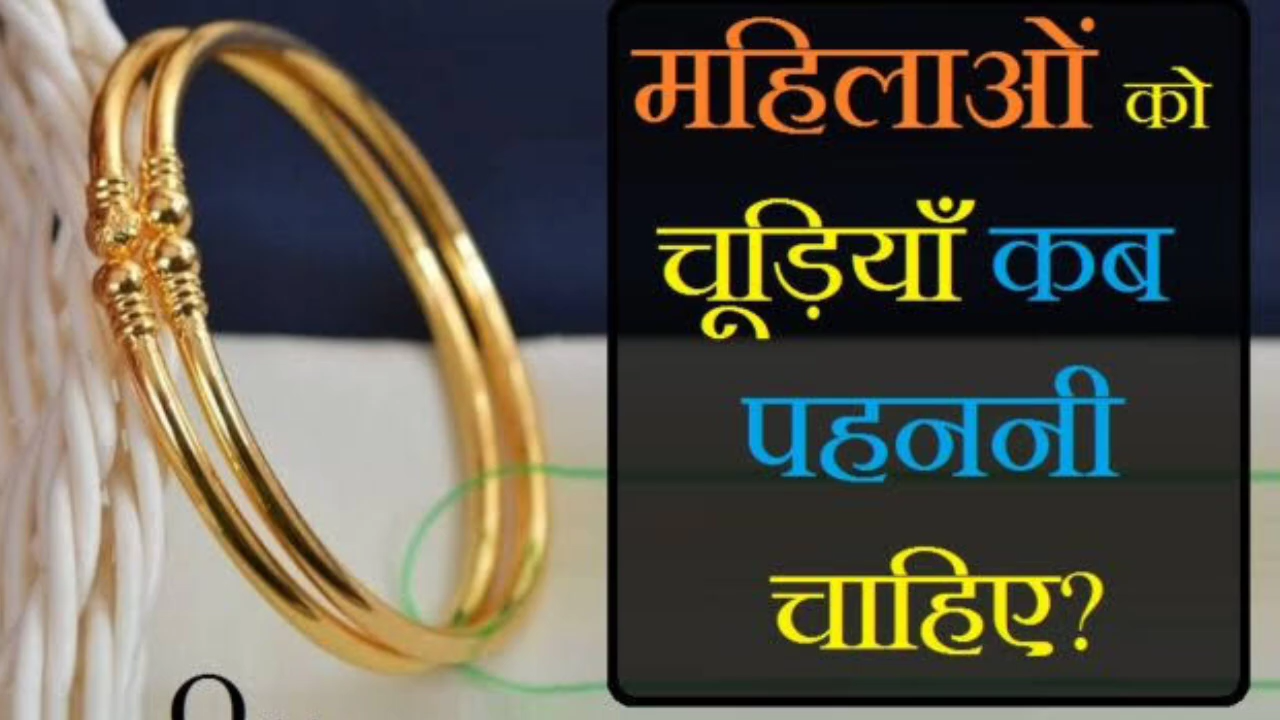 महिलाओं को
चूड़ियाँ कब
पहननी
चाहिए?